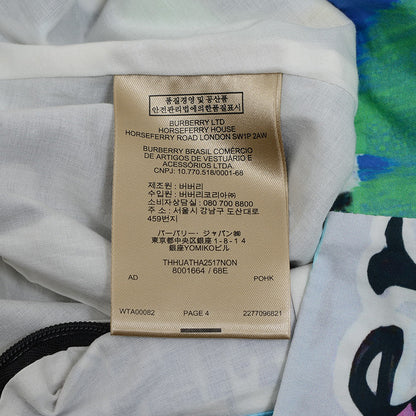 품질경영 및 공산품
안전관리법에의한 품질표시
BURBERRY LTD
HORSEFERRY HOUSE
HORSEFERRY ROAD LONDON SW1P 2AW
BURBERRY BRASIL COMÉRCIO
DE ARTIGOS DE VESTUÁRIO E
ACESSÓRIOS LTDA.
CNPJ: 10.770.518/0001-68
제조원 : 버버리
수입원 : 버버리코리아㈜
소비자상담실 : 080 700 8800
주소 : 서울시 강남구 도산대로
459번지
バーバリー・ジャパン㈱
東京都中央区銀座 1 - 8 - 1 4
銀座YOMIKOビル
THHUATHA2517NON
8001664 / 68E
AD POHK
WTA00082 PAGE 4 2277096821
er